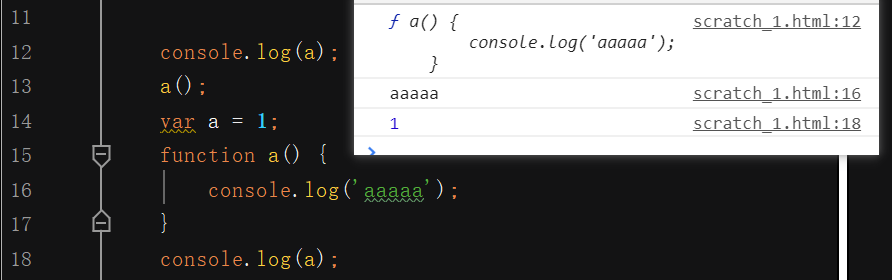 11
12 console.log(a);
13 a();
14 var a = 1;
15 function a() {
16 console.log('aaaaa');
17 }
18 console.log(a);
ƒ a() { scratch_1.html:12
console.log('aaaaa');
}
aaaaa scratch_1.html:16
1 scratch_1.html:18